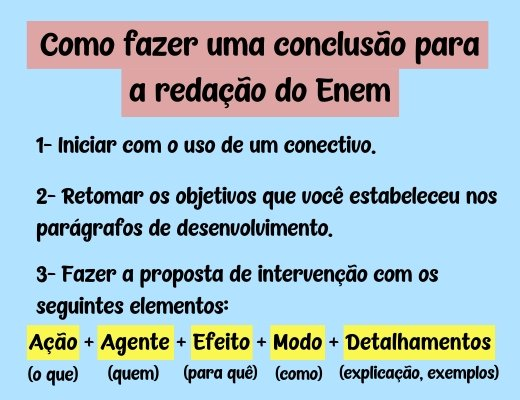 Como fazer uma conclusão para
a redação do Enem
1- Iniciar com o uso de um conectivo.
2- Retomar os objetivos que você estabeleceu nos
parágrafos de desenvolvimento.
3- Fazer a proposta de intervenção com os
seguintes elementos:
Ação + Agente + Efeito + Modo + Detalhamentos
(o que) (quem) (para quê) (como) (explicação, exemplos)